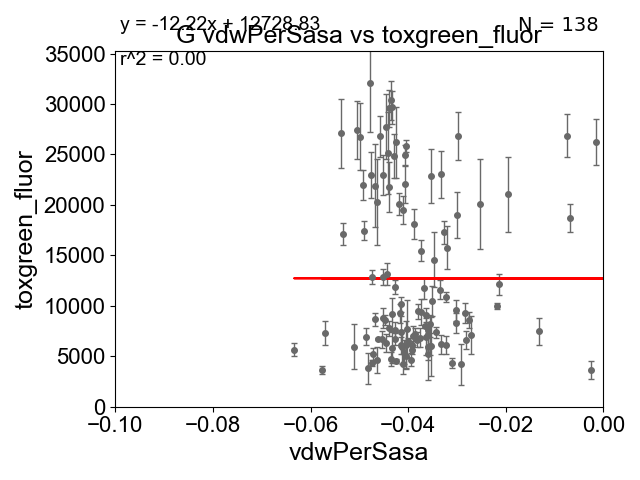 y = -12.22x + 12728.83
N = 138
G vdwPerSasa vs toxgreen_fluor
r^2 = 0.00
35000
30000
25000
20000
15000
10000
5000
0
toxgreen_fluor
−0.10 −0.08 −0.06 −0.04 −0.02 0.00
vdwPerSasa